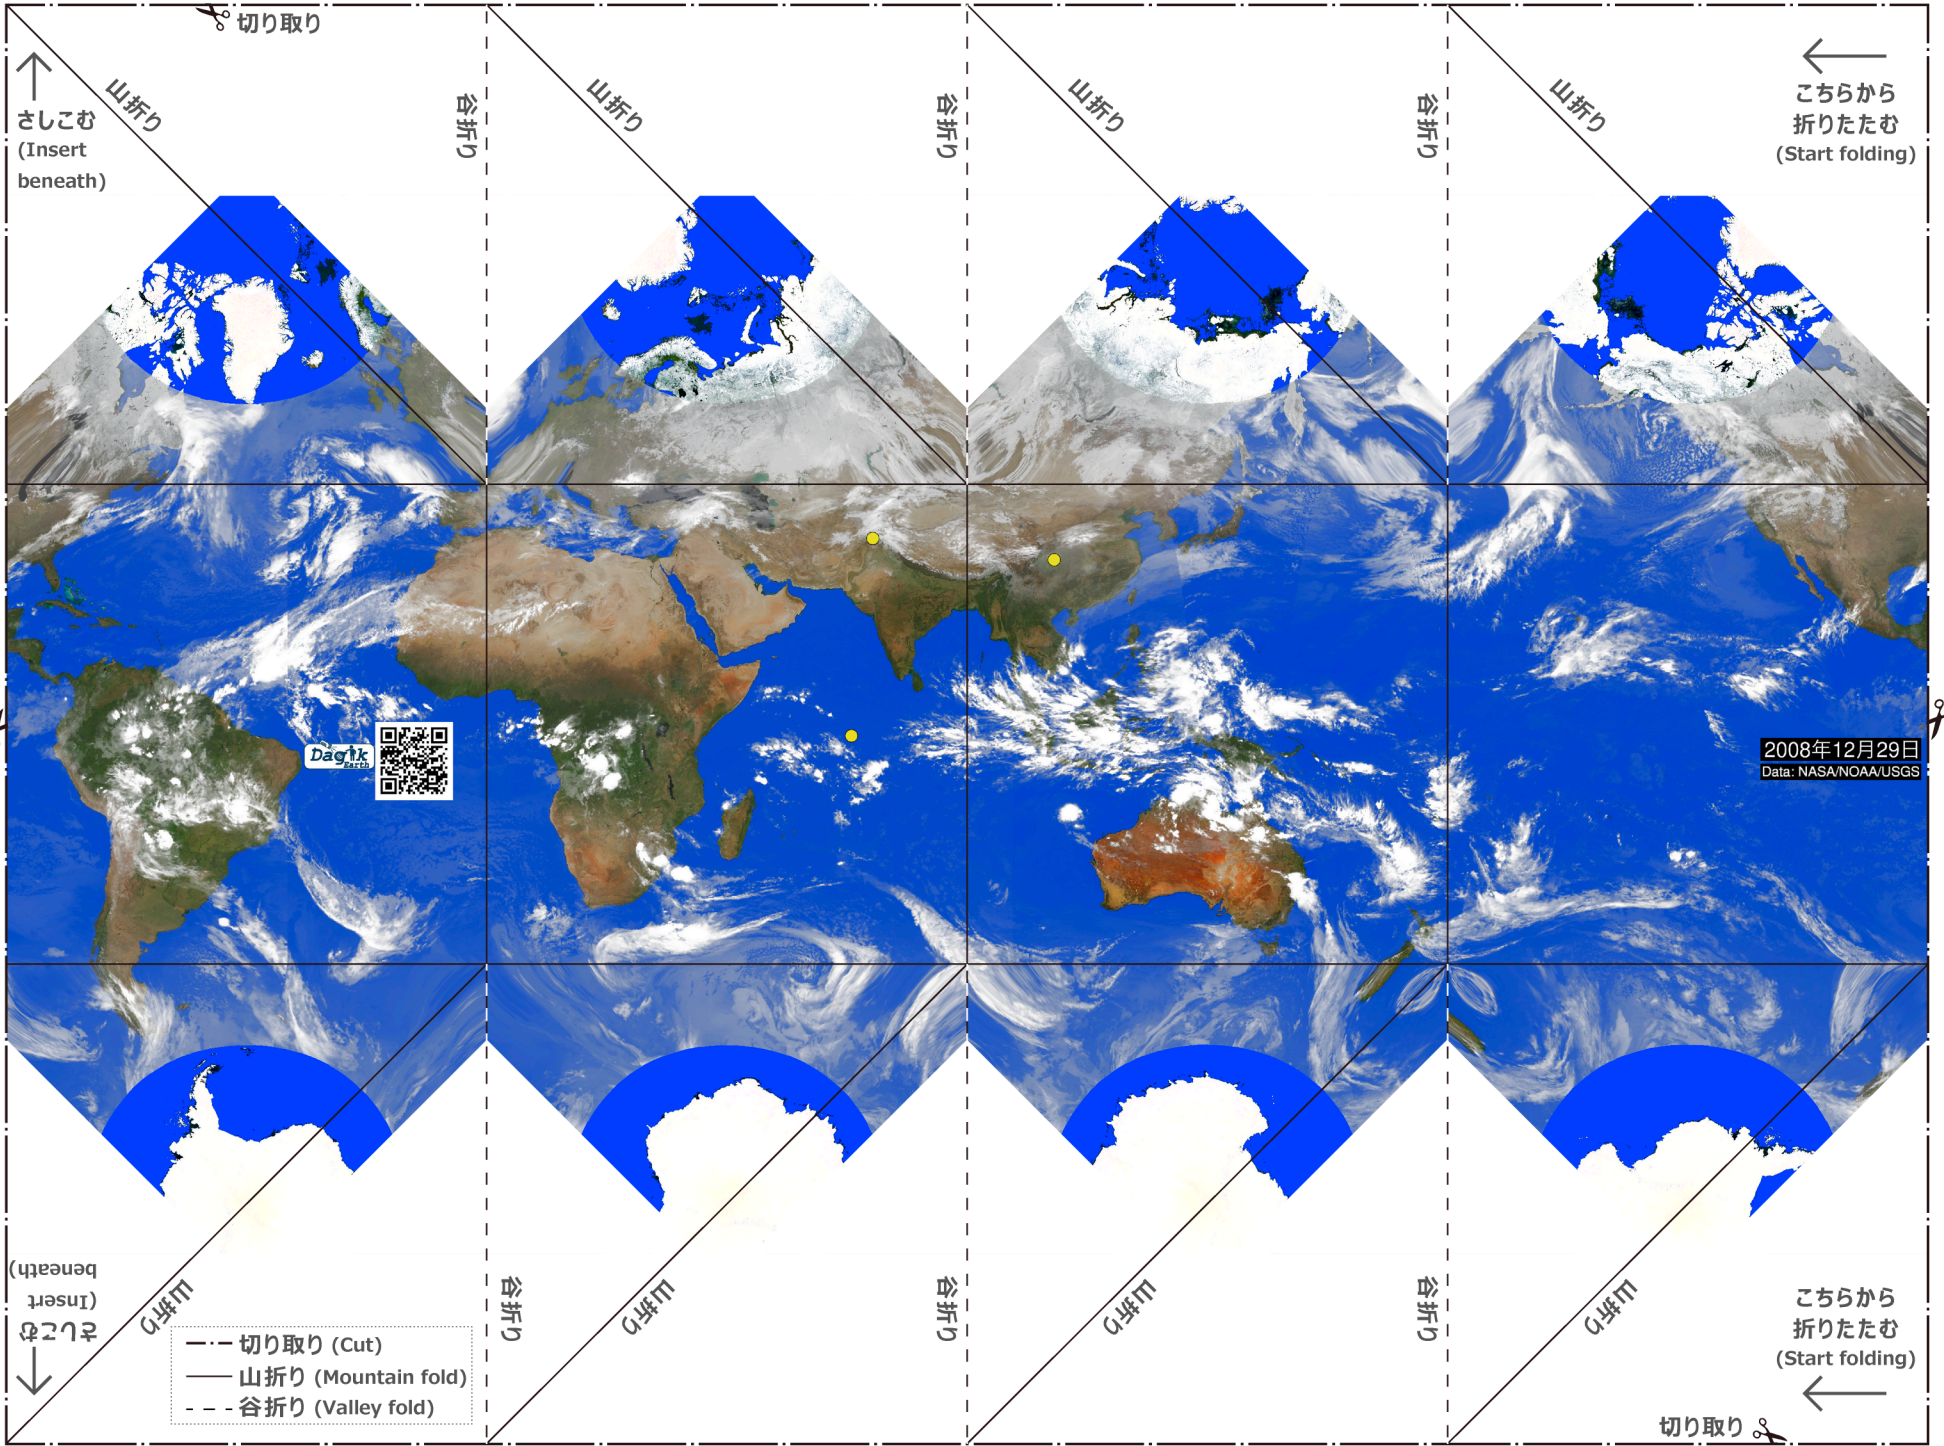 切り取り
山折り
谷折り
山折り
谷折り
山折り
谷折り
山折り
さしこむ
(Insert
beneath)
こちらから
折りたたむ
(Start folding)
Dagik
Earth
2008年12月29日
Data: NASA/NOAA/USGS
さしこむ
(Insert
beneath)
山折り
谷折り
山折り
谷折り
山折り
谷折り
山折り
切り取り (Cut)
山折り (Mountain fold)
谷折り (Valley fold)
こちらから
折りたたむ
(Start folding)
切り取り